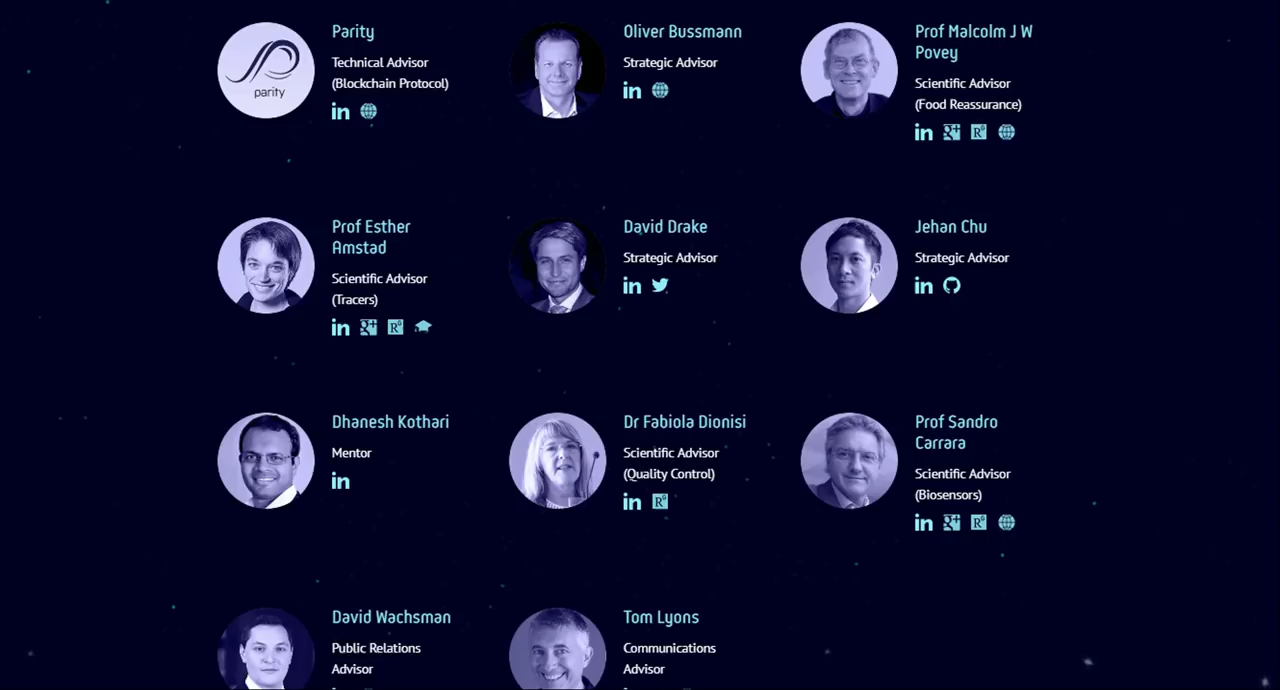 Parity
Technical Advisor
(Blockchain Protocol)
parity
Oliver Bussmann
Strategic Advisor
Prof Malcolm J W
Povey
Scientific Advisor
(Food Reassurance)
Prof Esther
Amstad
Scientific Advisor
(Tracers)
David Drake
Strategic Advisor
Jehan Chu
Strategic Advisor
Dhanesh Kothari
Mentor
Dr Fabiola Dionisi
Scientific Advisor
(Quality Control)
Prof Sandro
Carrara
Scientific Advisor
(Biosensors)
David Wachsman
Public Relations
Advisor
Tom Lyons
Communications
Advisor